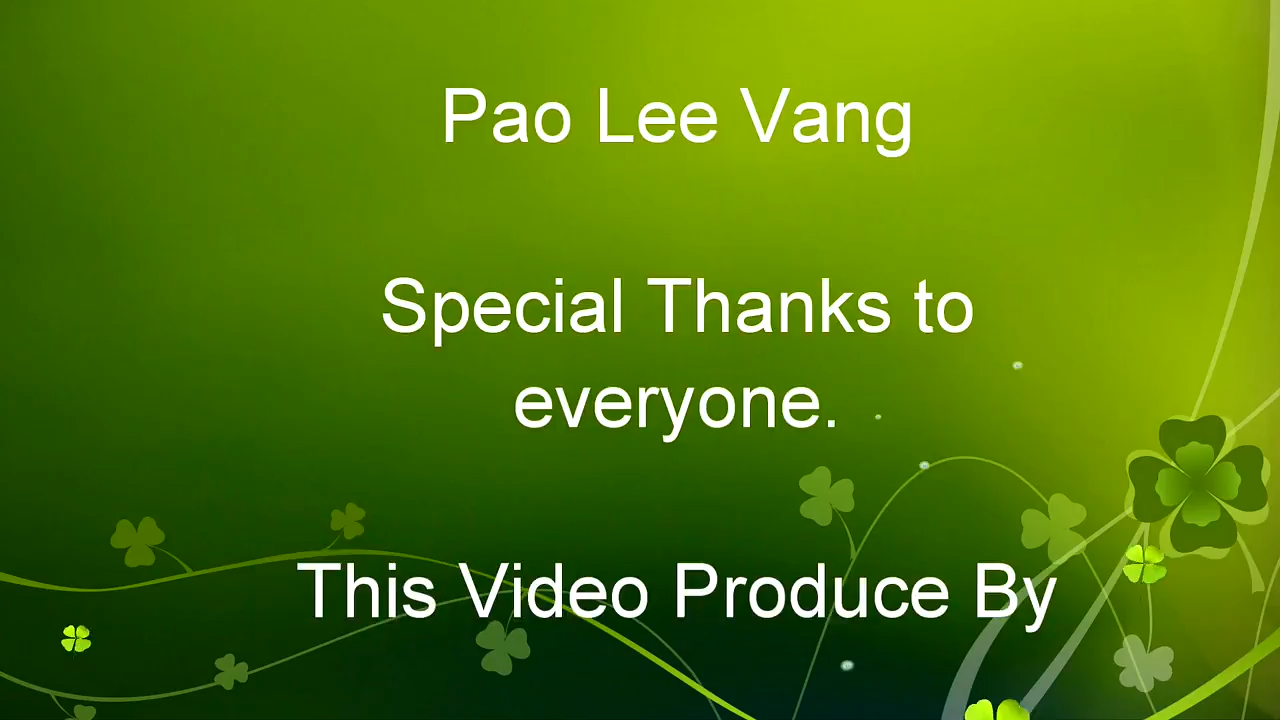 Pao Lee Vang
Special Thanks to
everyone.
This Video Produce By